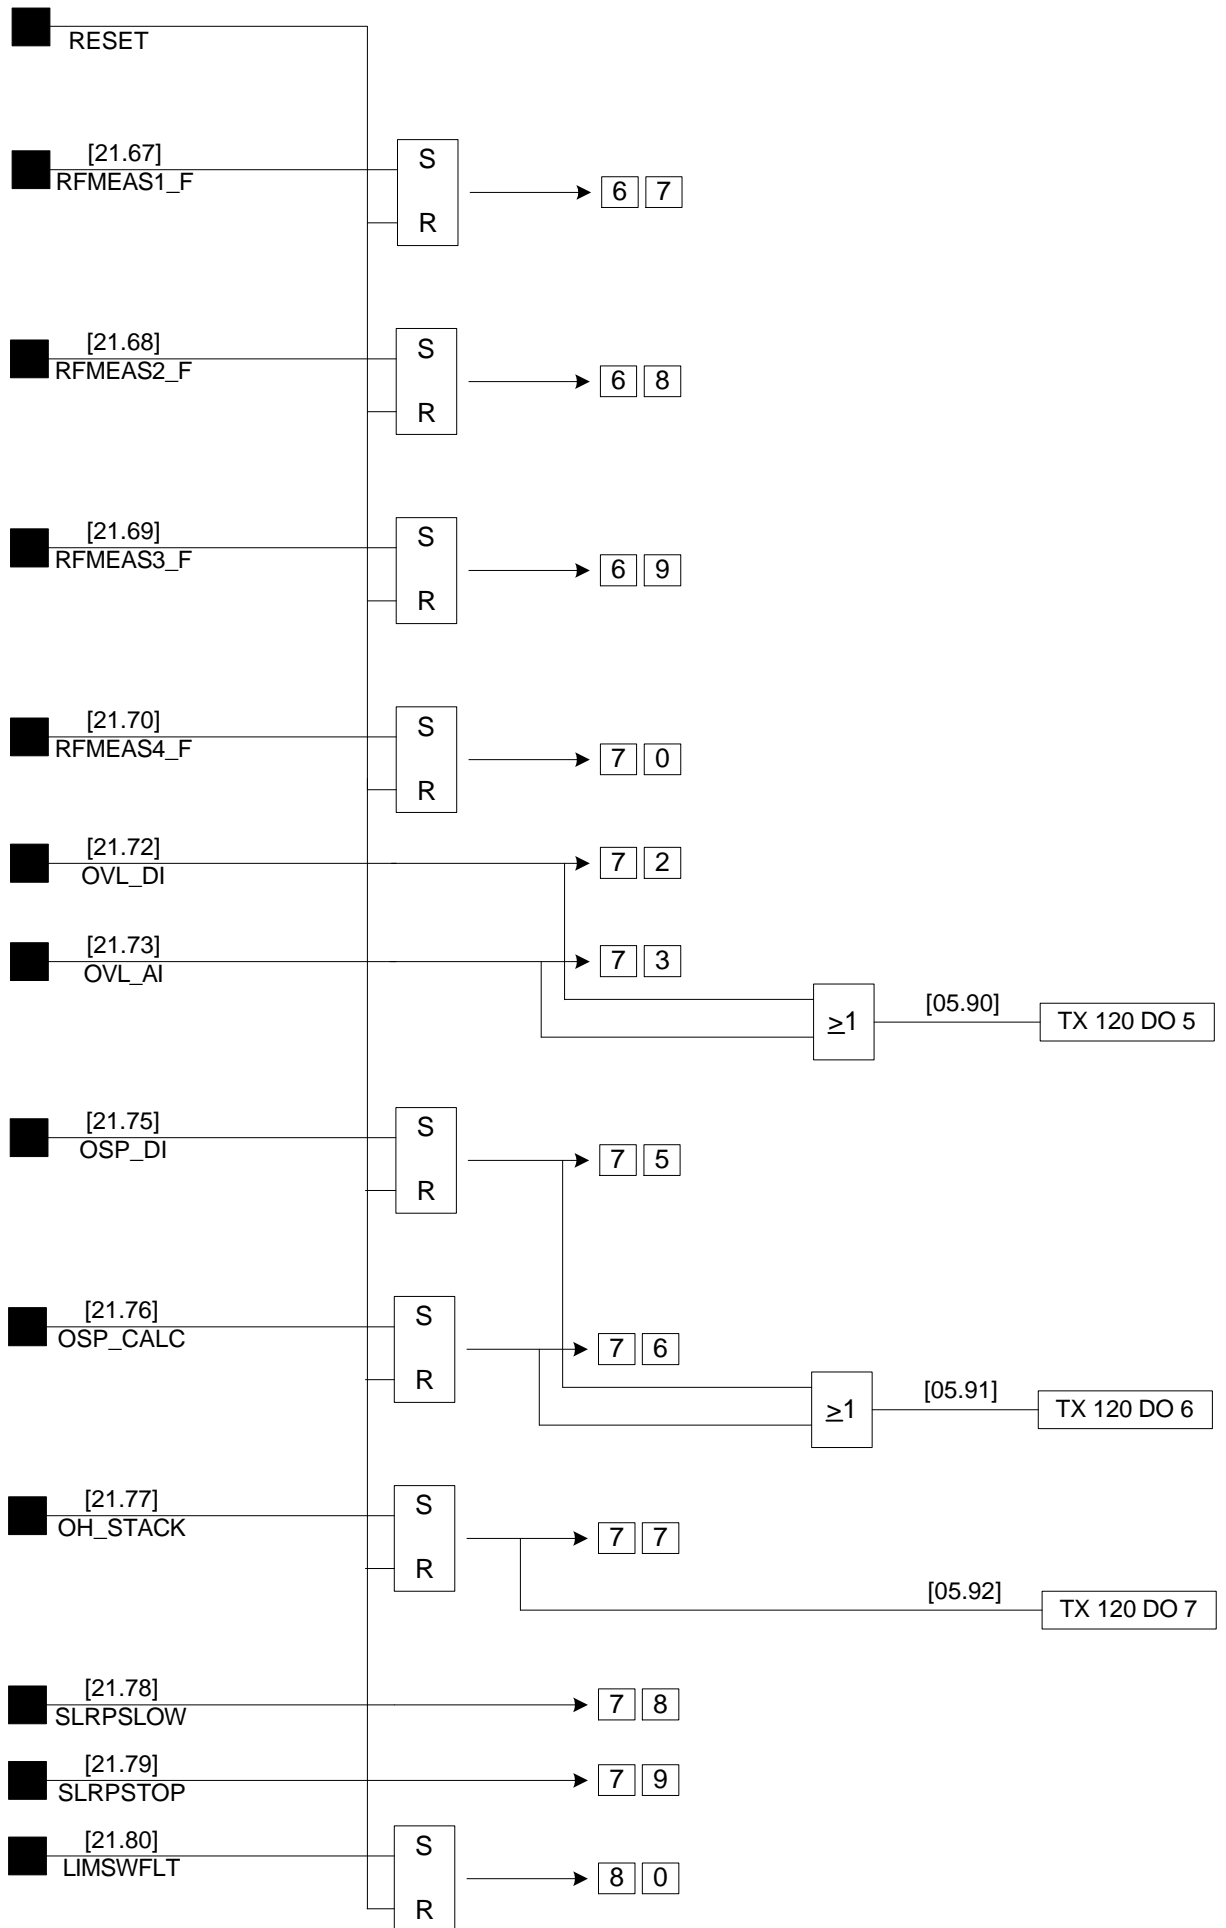 RESET
[21.67]
RFMEAS1_F
S
R
6 7
[21.68]
RFMEAS2_F
S
R
6 8
[21.69]
RFMEAS3_F
S
R
6 9
[21.70]
RFMEAS4_F
S
R
7 0
[21.72]
OVL_DI
7 2
[21.73]
OVL_AI
7 3
≥1
[05.90]
TX 120 DO 5
[21.75]
OSP_DI
S
R
7 5
[21.76]
OSP_CALC
S
R
7 6
≥1
[05.91]
TX 120 DO 6
[21.77]
OH_STACK
S
R
7 7
[05.92]
TX 120 DO 7
[21.78]
SLRPSLOW
7 8
[21.79]
SLRPSTOP
7 9
[21.80]
LIMSWFLT
S
R
8 0